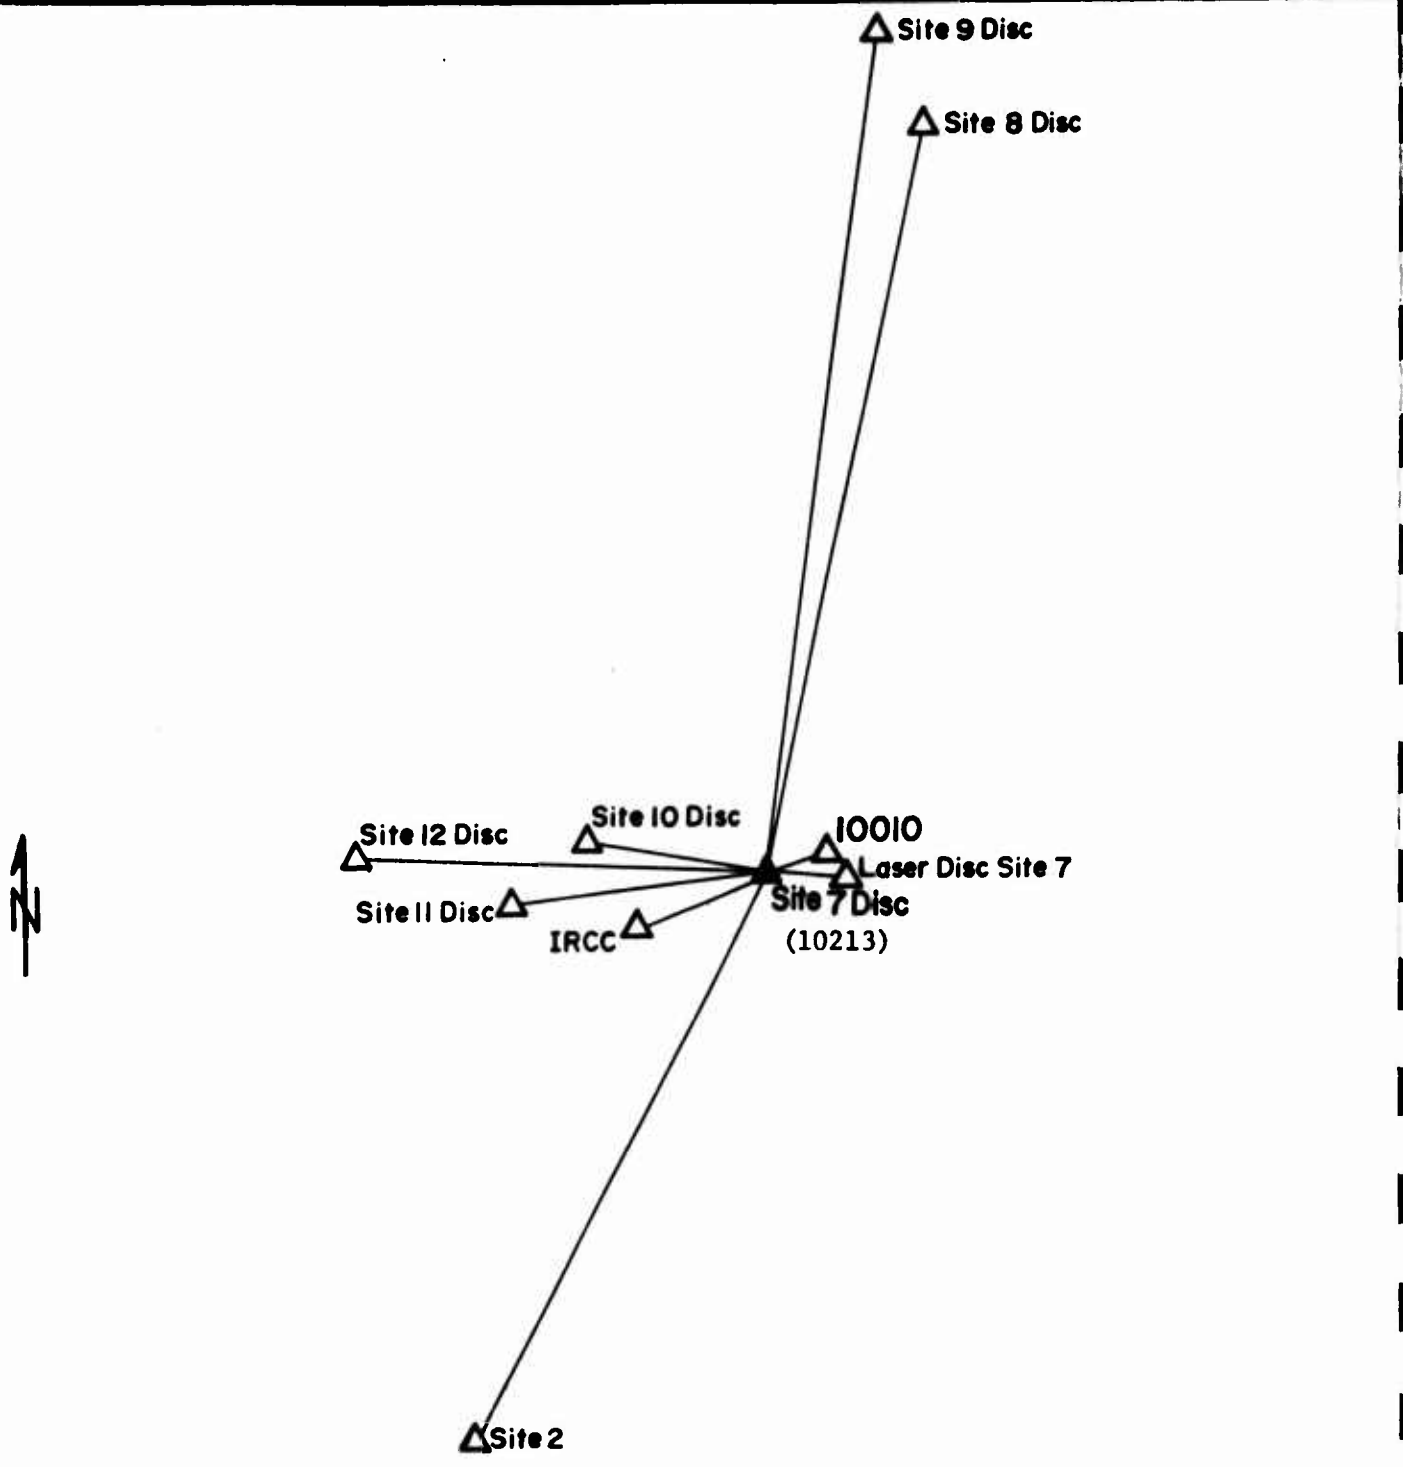 Site 9 Disc
Site 8 Disc
Site 10 Disc
10010
Site 12 Disc
Laser Disc Site 7
Site 7 Disc
(10213)
Site 11 Disc
IRCC
N
Site 2